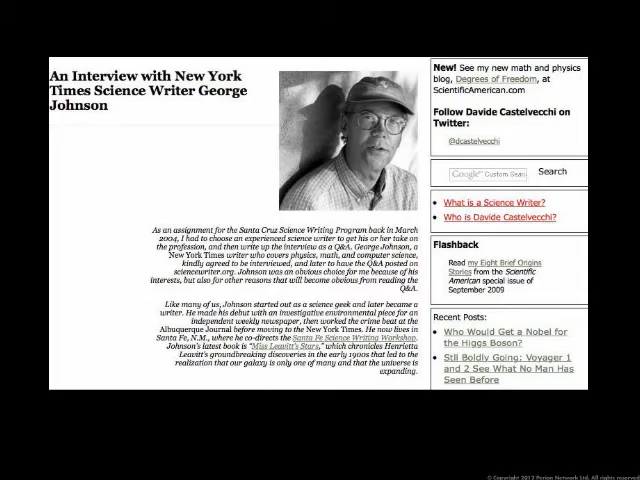 An Interview with New York
Times Science Writer George
Johnson
As an assignment for the Santa Cruz Science Writing Program back in March
2004, I had to choose an experienced science writer to get his or her take on
the profession, and then write up the interview as a Q&A. George Johnson, a
New York Times writer who covers physics, math, and computer science,
kindly agreed to be interviewed, and later to have the Q&A posted on
sciencewriter.org. Johnson was an obvious choice for me because of his
interests, but also for other reasons that will become obvious from reading the
Q&A.
Like many of us, Johnson started out as a science geek and later became a
writer. He made his debut with an investigative environmental piece for an
independent weekly newspaper, then worked the crime beat at the
Albuquerque Journal before moving to the New York Times. He now lives in
Santa Fe, N.M., where he co-directs the Santa Fe Science Writing Workshop.
Johnson's latest book is "Miss Leavitt's Stars," which chronicles Henrietta
Leavitt's groundbreaking discoveries in the early 1900s that led to the
realization that our galaxy is only one of many and that the universe is
expanding.
New! See my new math and physics
blog, Degrees of Freedom, at
ScientificAmerican.com
Follow Davide Castelvecchi on
Twitter:
@dcastelvecchi
Google™ Custom Sear
Search
• What is a Science Writer?
• Who is Davide Castelvecchi?
Flashback
Read my Eight Brief Origins
Stories from the Scientific
American special issue of
September 2009
Recent Posts:
• Who Would Get a Nobel for
the Higgs Boson?
• Still Boldly Going: Voyager 1
and 2 See What No Man Has
Seen Before
© Copyright 2012 Perion Network Ltd. All rights reserved